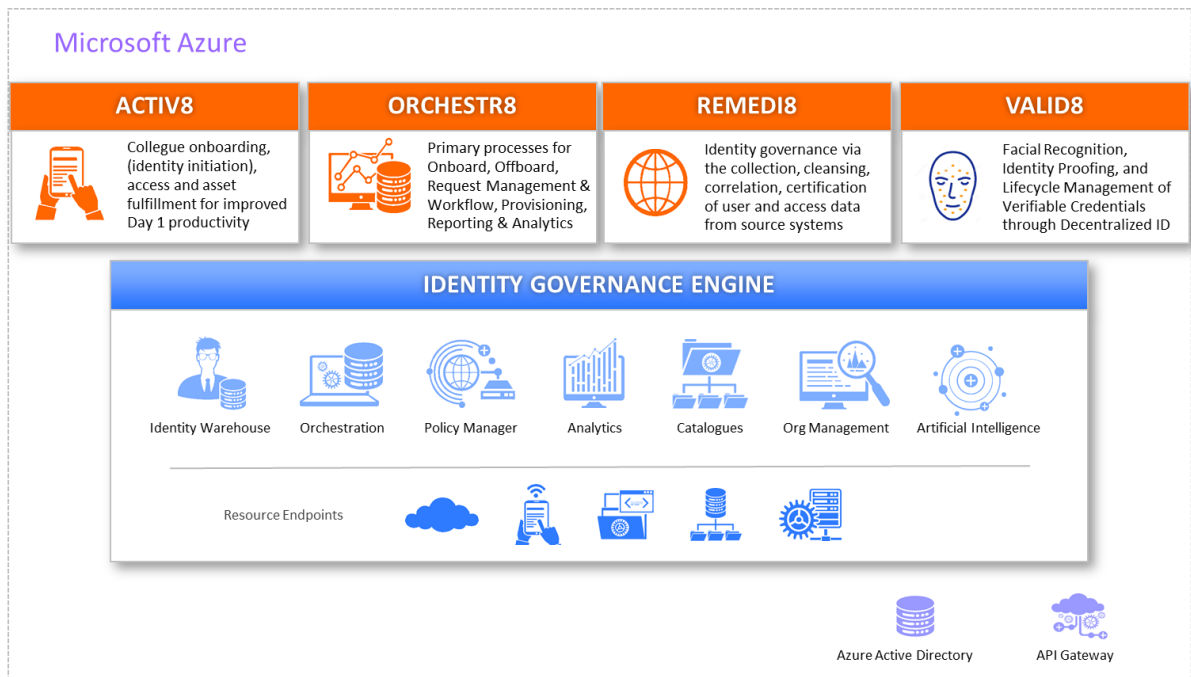 Microsoft Azure
ACTIV8
Collegue onboarding,
(identity initiation),
access and asset
fulfillment for improved
Day 1 productivity
ORCHESTR8
Primary processes for
Onboard, Offboard,
Request Management &
Workflow, Provisioning,
Reporting & Analytics
REMEDI8
Identity governance via
the collection, cleansing,
correlation, certification
of user and access data
from source systems
VALID8
Facial Recognition,
Identity Proofing, and
Lifecycle Management of
Verifiable Credentials
through Decentralized ID
IDENTITY GOVERNANCE ENGINE
Identity Warehouse
Orchestration
Policy Manager
Analytics
Catalogues
Org Management
Artificial Intelligence
Resource Endpoints
Azure Active Directory
API Gateway